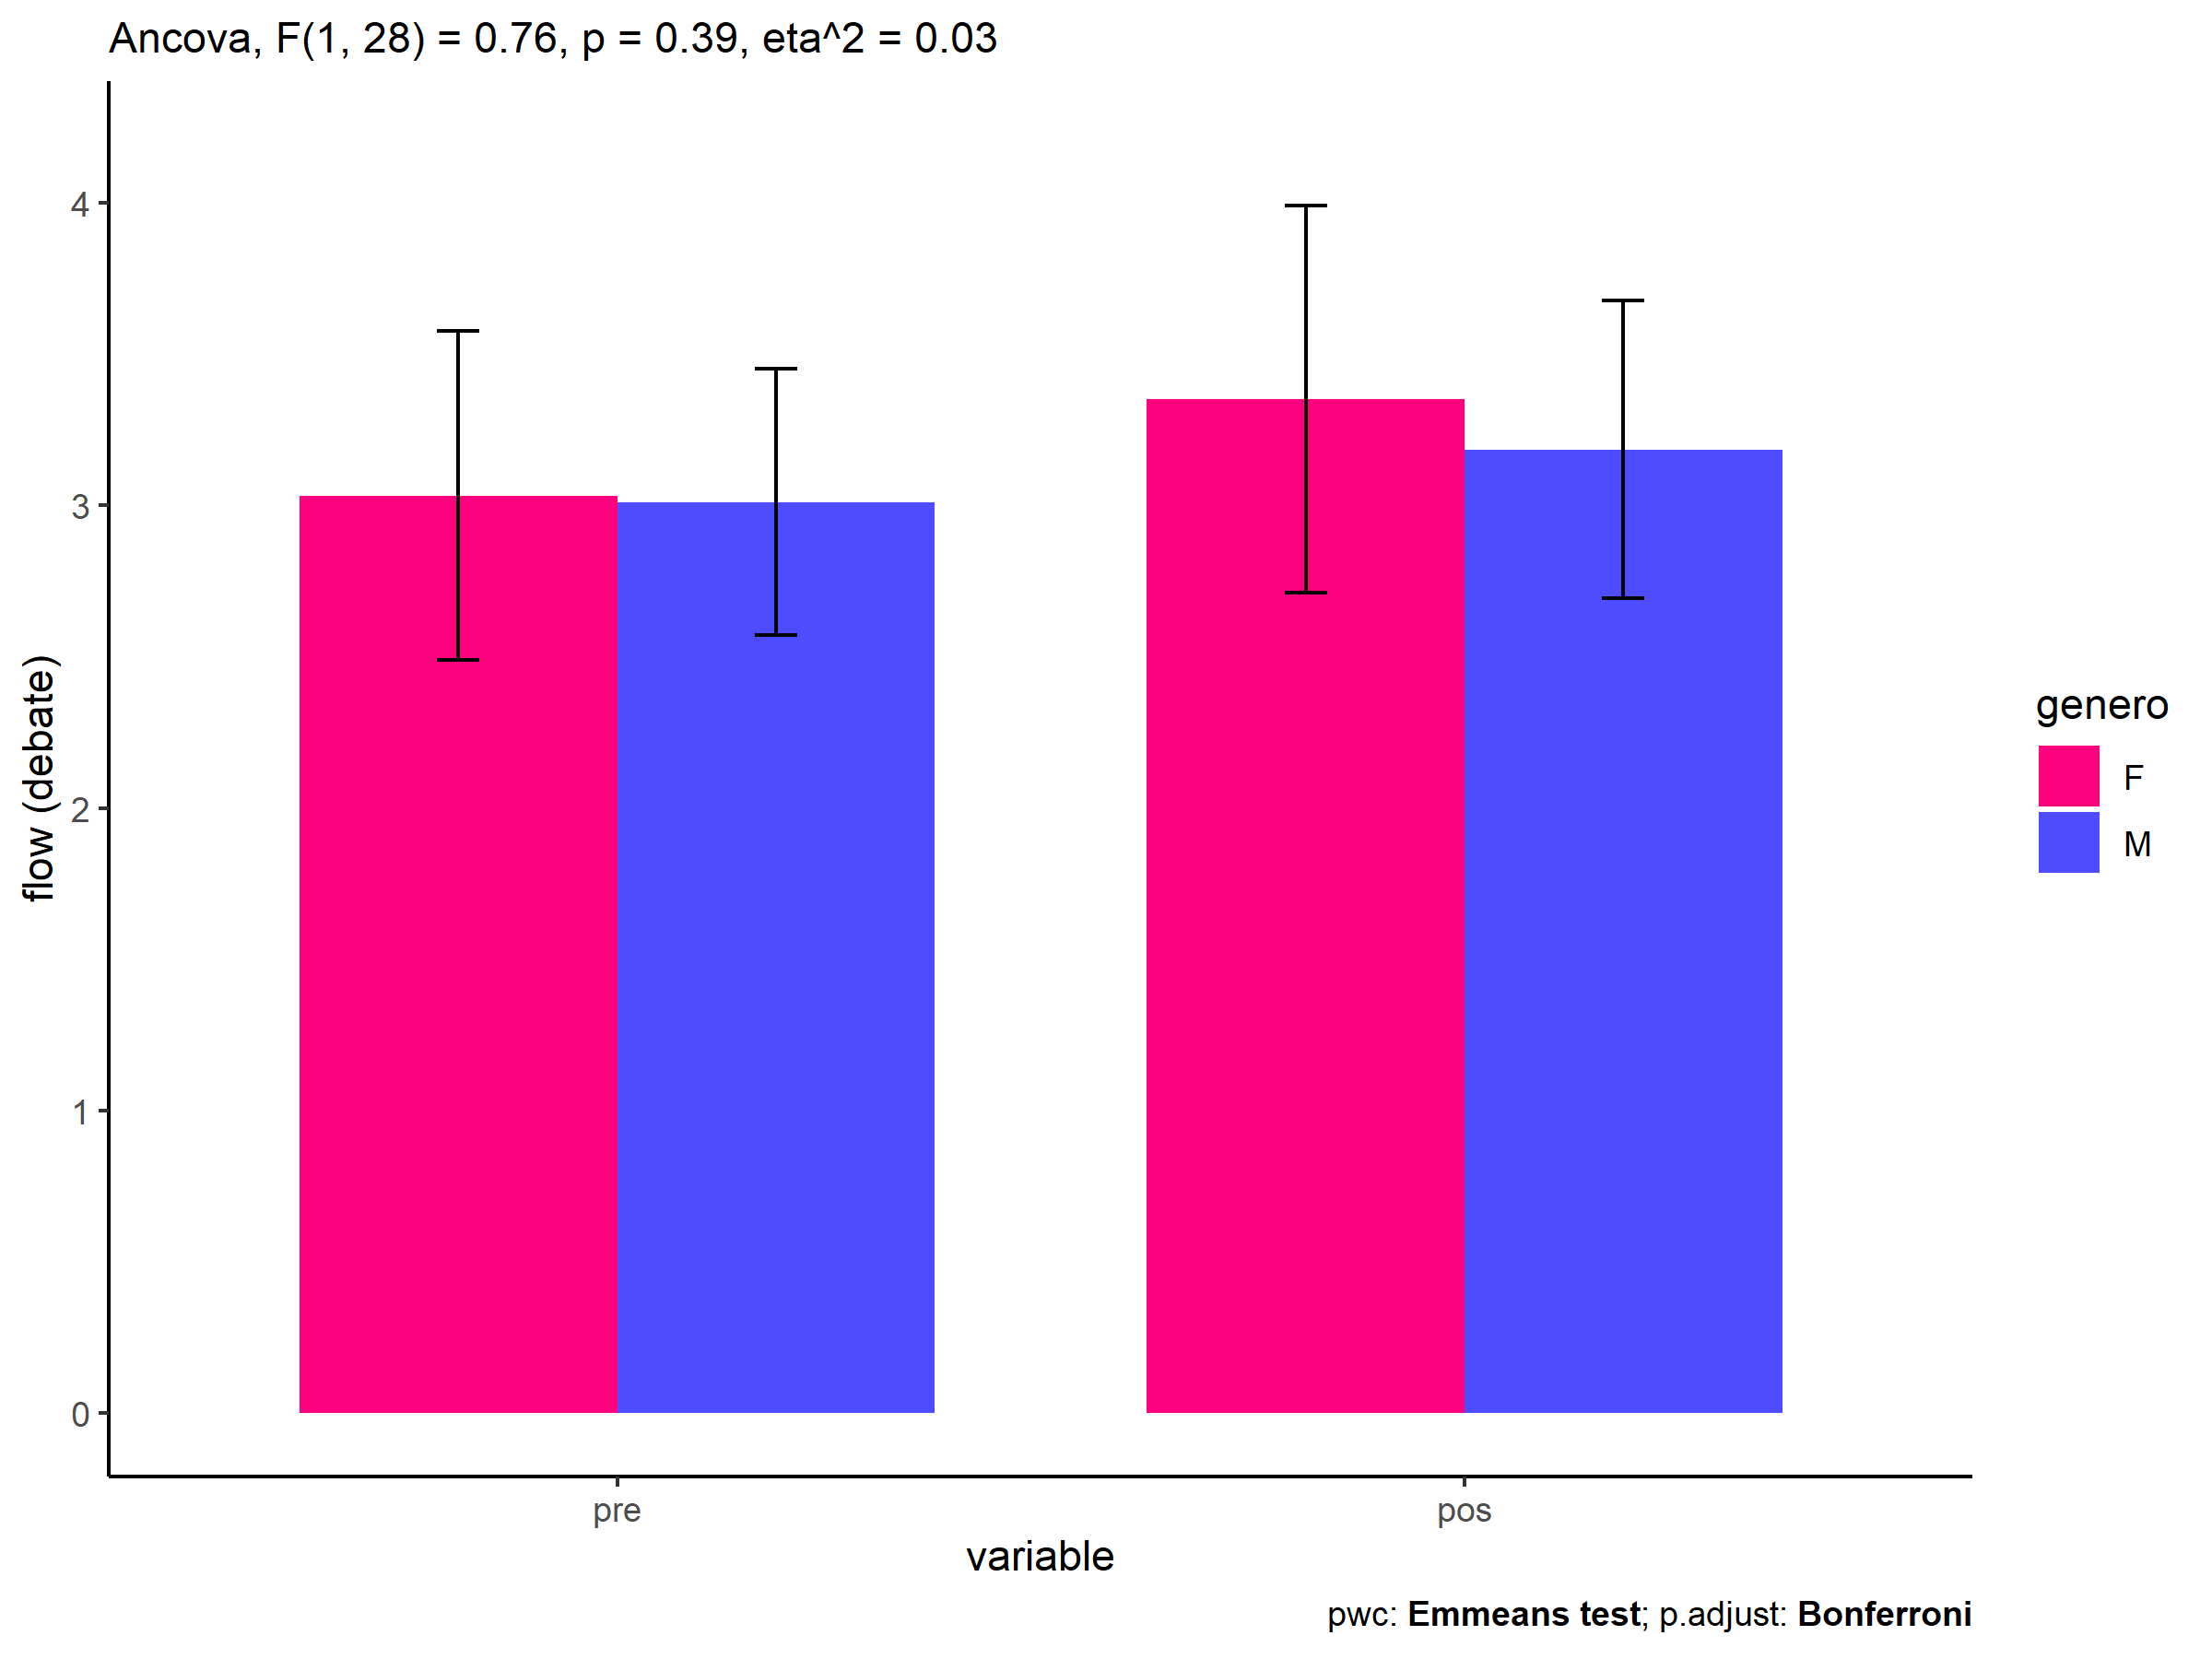 Ancova, F(1, 28) = 0.76, p = 0.39, eta^2 = 0.03
flow (debate)
4
3
2
1
0
pre
pos
variable
genero
F
M
pwc: Emmeans test; p.adjust: Bonferroni